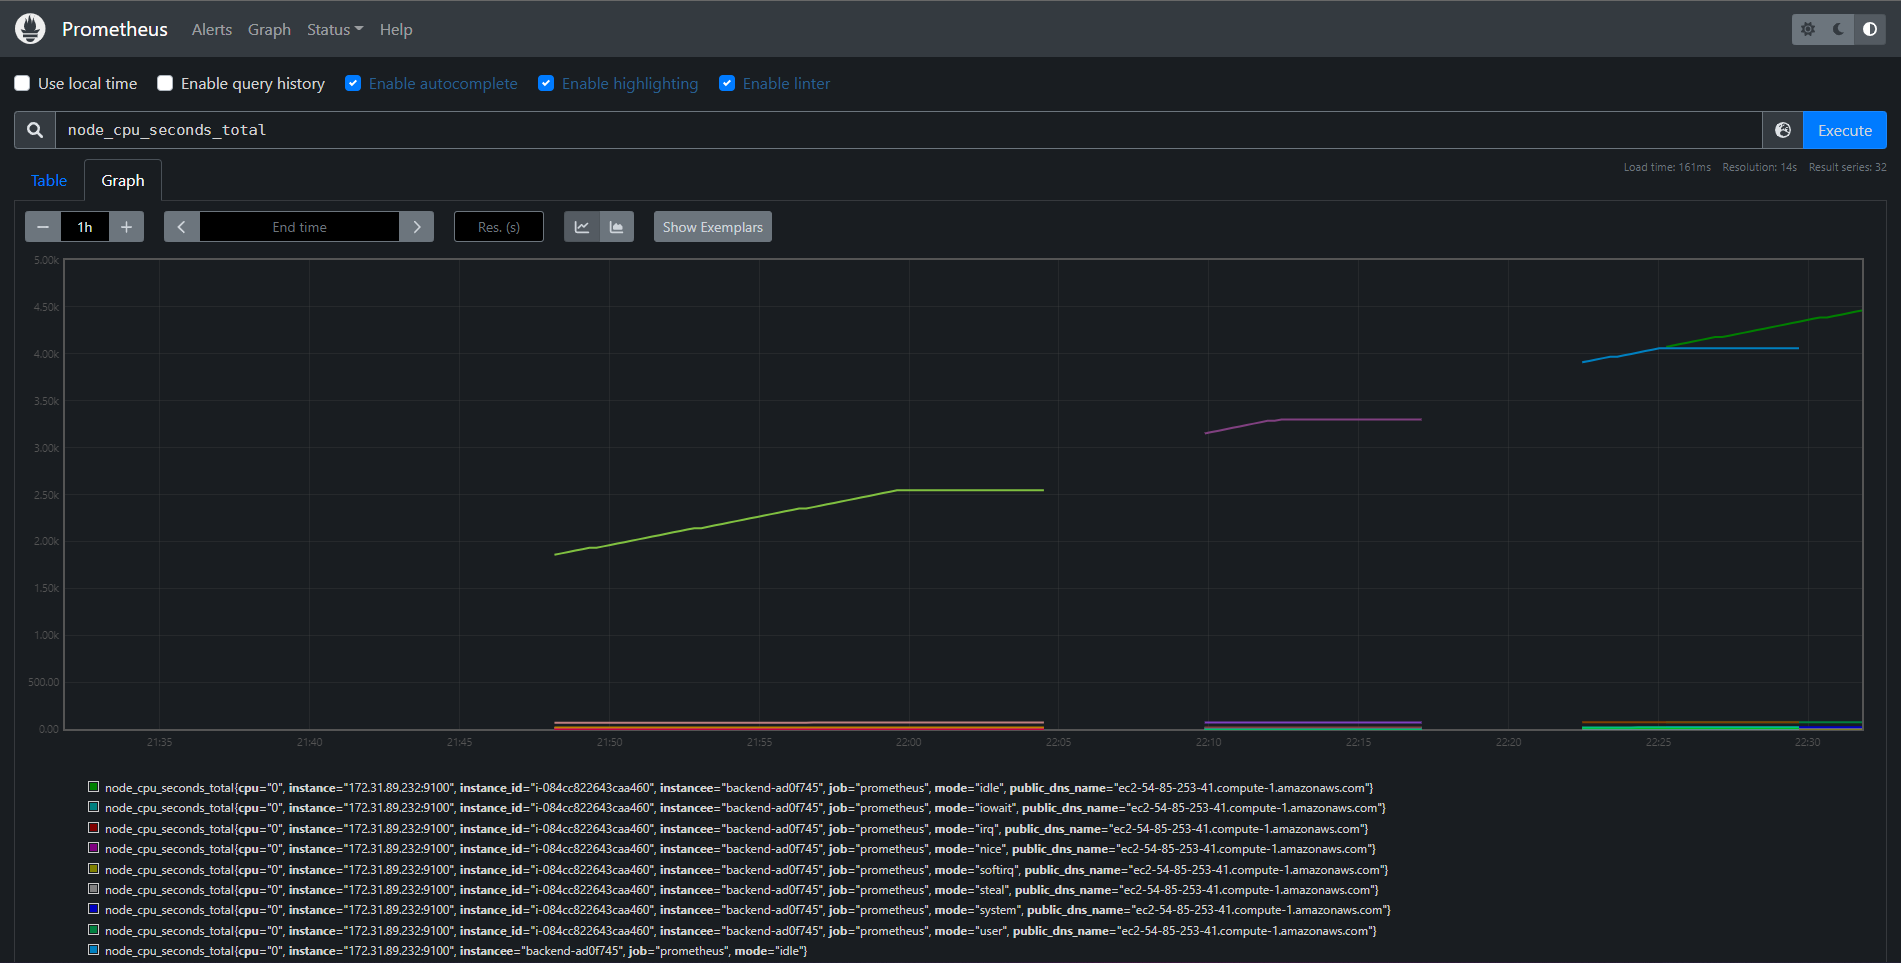 Prometheus Alerts Graph Status Help
Use local time Enable query history Enable autocomplete Enable highlighting Enable linter
node_cpu_seconds_total Execute
Table Graph Load time: 161ms Resolution: 14s Result series: 32
1h End time Res. (s) Show Exemplars
5.00k
4.50k
4.00k
3.50k
3.00k
2.50k
2.00k
1.50k
1.00k
500.00
0.00
21:35 21:40 21:45 21:50 21:55 22:00 22:05 22:10 22:15 22:20 22:25 22:30
node_cpu_seconds_total{cpu="0", instance="172.31.89.232:9100", instance_id="i-084cc822643caa460", instancee="backend-ad0f745", job="prometheus", mode="idle", public_dns_name="ec2-54-85-253-41.compute-1.amazonaws.com"}
node_cpu_seconds_total{cpu="0", instance="172.31.89.232:9100", instance_id="i-084cc822643caa460", instancee="backend-ad0f745", job="prometheus", mode="iowait", public_dns_name="ec2-54-85-253-41.compute-1.amazonaws.com"}
node_cpu_seconds_total{cpu="0", instance="172.31.89.232:9100", instance_id="i-084cc822643caa460", instancee="backend-ad0f745", job="prometheus", mode="irq", public_dns_name="ec2-54-85-253-41.compute-1.amazonaws.com"}
node_cpu_seconds_total{cpu="0", instance="172.31.89.232:9100", instance_id="i-084cc822643caa460", instancee="backend-ad0f745", job="prometheus", mode="nice", public_dns_name="ec2-54-85-253-41.compute-1.amazonaws.com"}
node_cpu_seconds_total{cpu="0", instance="172.31.89.232:9100", instance_id="i-084cc822643caa460", instancee="backend-ad0f745", job="prometheus", mode="softirq", public_dns_name="ec2-54-85-253-41.compute-1.amazonaws.com"}
node_cpu_seconds_total{cpu="0", instance="172.31.89.232:9100", instance_id="i-084cc822643caa460", instancee="backend-ad0f745", job="prometheus", mode="steal", public_dns_name="ec2-54-85-253-41.compute-1.amazonaws.com"}
node_cpu_seconds_total{cpu="0", instance="172.31.89.232:9100", instance_id="i-084cc822643caa460", instancee="backend-ad0f745", job="prometheus", mode="system", public_dns_name="ec2-54-85-253-41.compute-1.amazonaws.com"}
node_cpu_seconds_total{cpu="0", instance="172.31.89.232:9100", instance_id="i-084cc822643caa460", instancee="backend-ad0f745", job="prometheus", mode="user", public_dns_name="ec2-54-85-253-41.compute-1.amazonaws.com"}
node_cpu_seconds_total{cpu="0", instance="172.31.89.232:9100", instancee="backend-ad0f745", job="prometheus", mode="idle"}